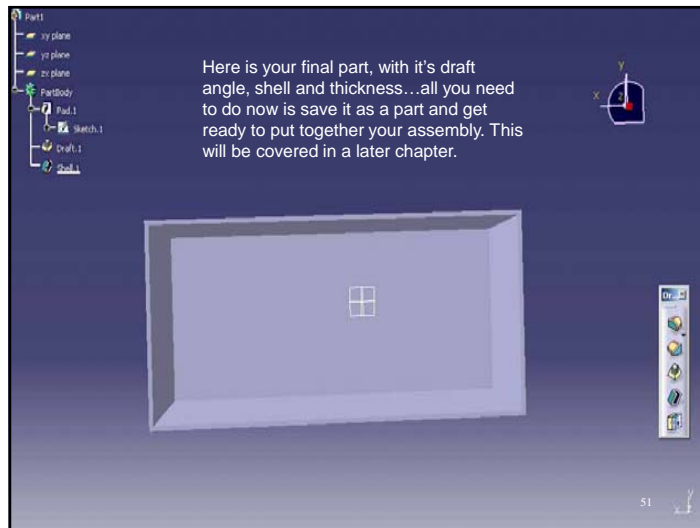 Part1
xy plane
yz plane
zx plane
PartBody
Pad.1
Sketch.1
Draft.1
Shell.1
Here is your final part, with it's draft
angle, shell and thickness…all you need
to do now is save it as a part and get
ready to put together your assembly. This
will be covered in a later chapter.
y
x
z
Dr...
51
y
x
z